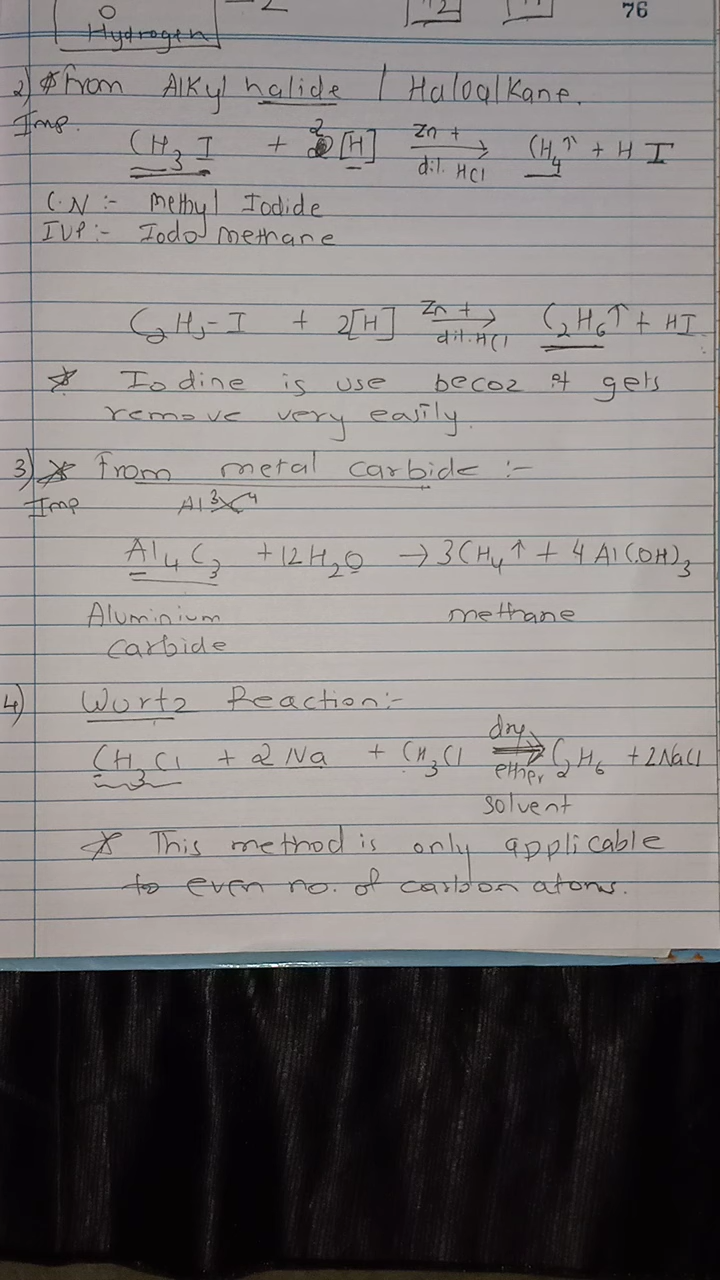 76
Hydrogen
2) * From Alkyl halide / Haloalkane.
Imp.
CH3I + 2[H] Zn + dil. HCl → CH4↑ + HI
C.N :- Methyl Iodide
IUP :- Iodo methane
C2H5-I + 2[H] Zn + dil. HCl → C2H6↑ + HI
* Iodine is use becoz it gets
remove very easily.
3) * From metal carbide :-
Imp Al3 C4
Al4C3 + 12H2O → 3CH4↑ + 4Al(OH)3
Aluminium methane
Carbide
4) Wurtz Reaction:-
CH3Cl + 2Na + CH3Cl dry ether → C2H6 + 2NaCl
solvent
* This method is only applicable
to even no. of carbon atoms.